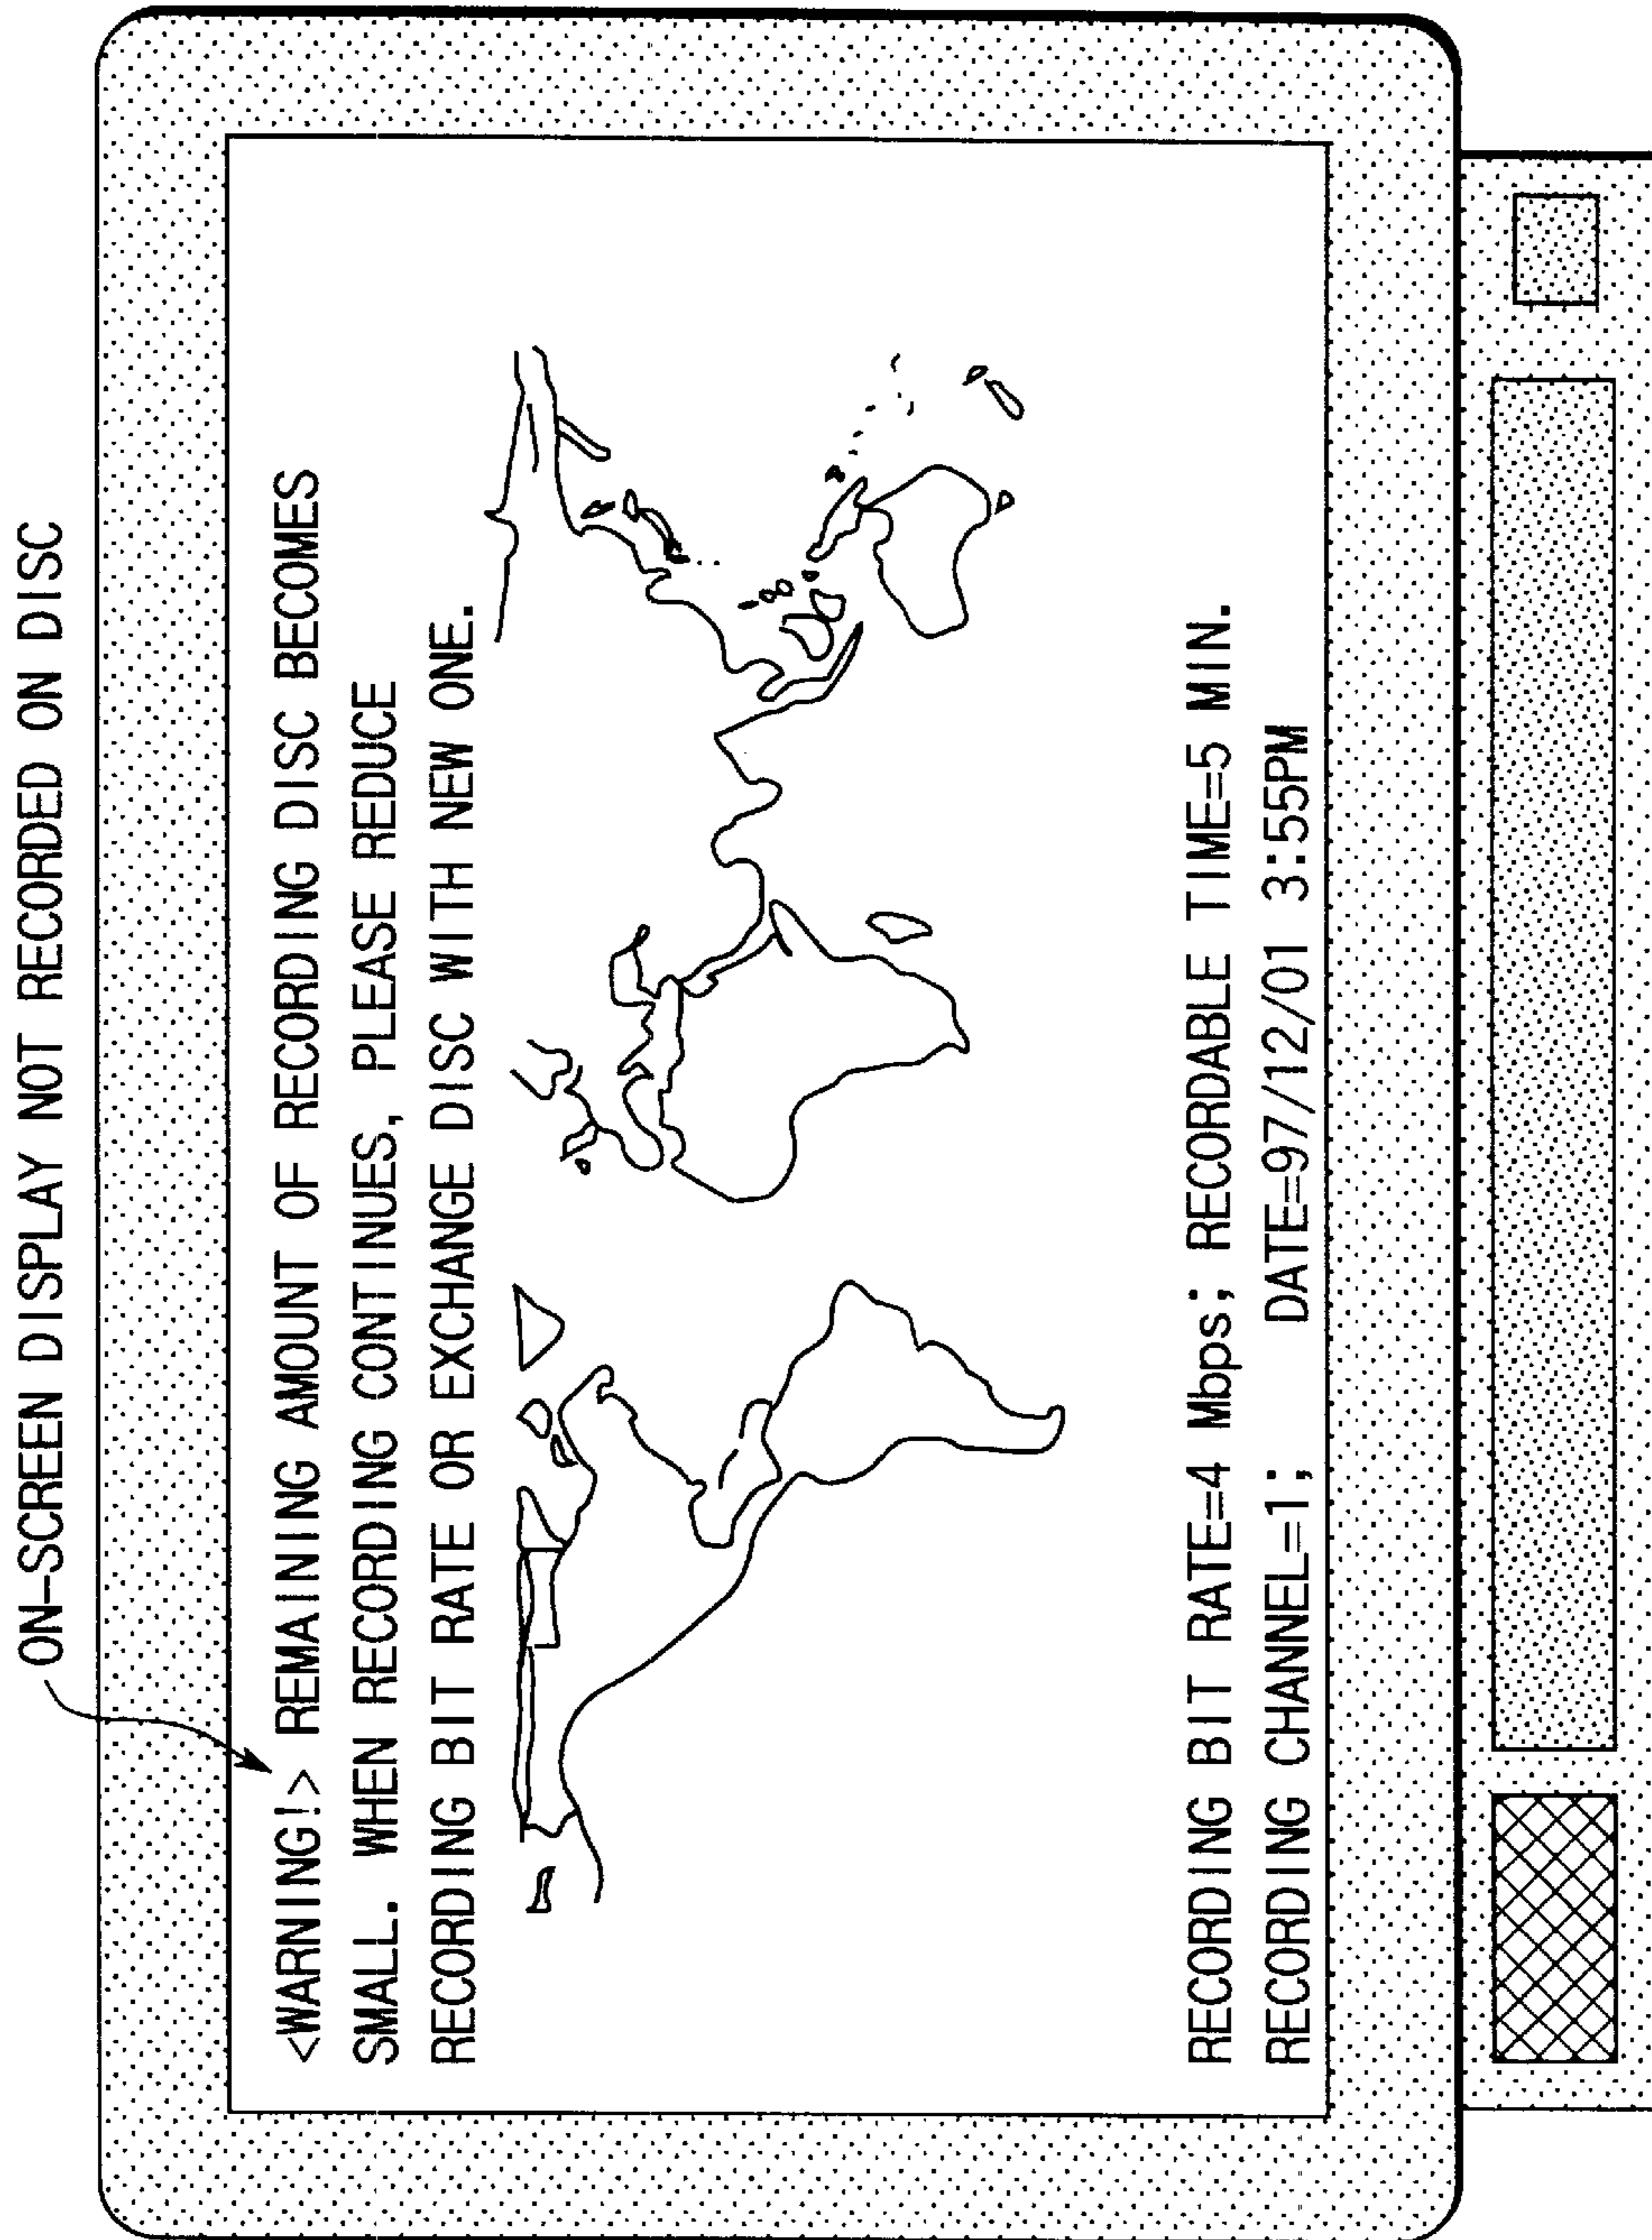 ON-SCREEN DISPLAY NOT RECORDED ON DISC
<WARNING!> REMAINING AMOUNT OF RECORDING DISC BECOMES
SMALL. WHEN RECORDING CONTINUES, PLEASE REDUCE
RECORDING BIT RATE OR EXCHANGE DISC WITH NEW ONE.
RECORDING BIT RATE=4 Mbps; RECORDABLE TIME=5 MIN.
RECORDING CHANNEL=1; DATE=97/12/01 3:55PM